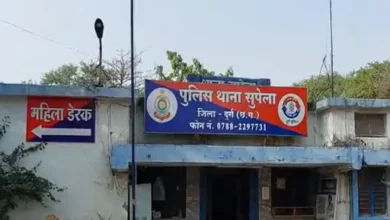 महिला डेस्क
पुलिस थाना सुपेला
जिला - दुर्ग (छ.ग.)
फोन नं. 0788-2297731